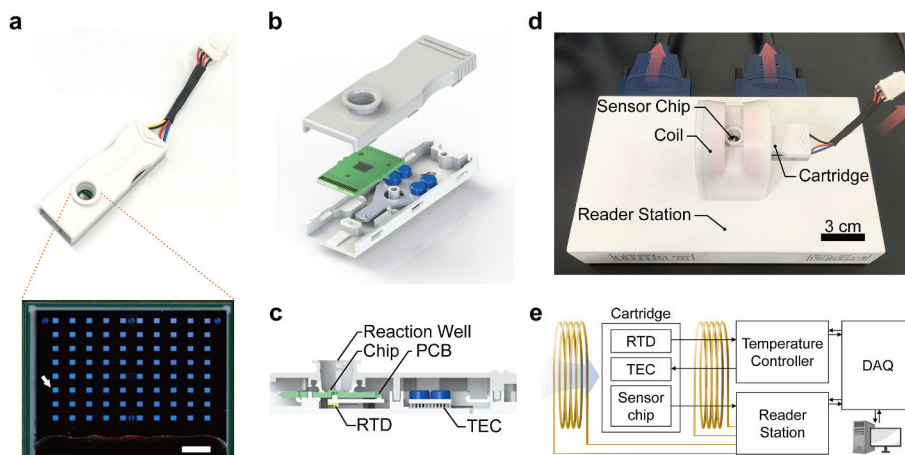 a
b
c
Reaction Well
Chip
PCB
RTD
TEC
d
Sensor Chip
Coil
Cartridge
Reader Station
3 cm
e
Cartridge
RTD
TEC
Sensor
chip
Temperature
Controller
Reader
Station
DAQ